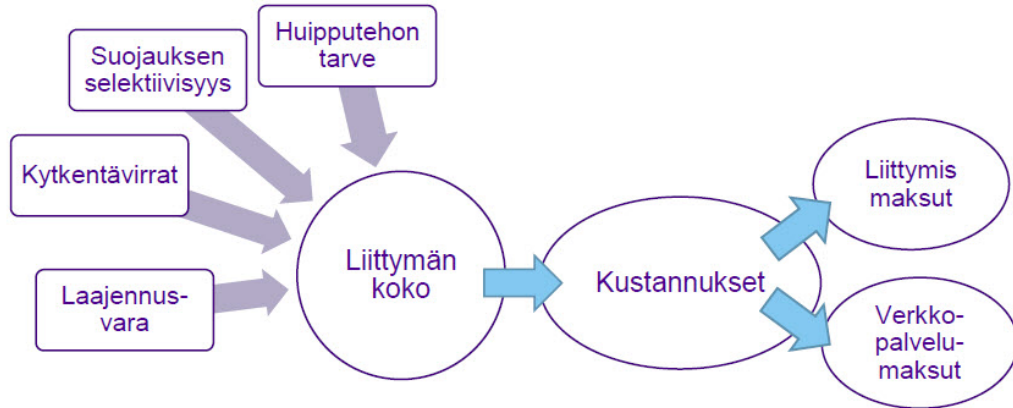 Huipputehon
tarve
Suojauksen
selektiivisyys
Kytkentävirrat
Laajennus-
vara
Liittymän
koko
Kustannukset
Liittymis
maksut
Verkko-
palvelu-
maksut